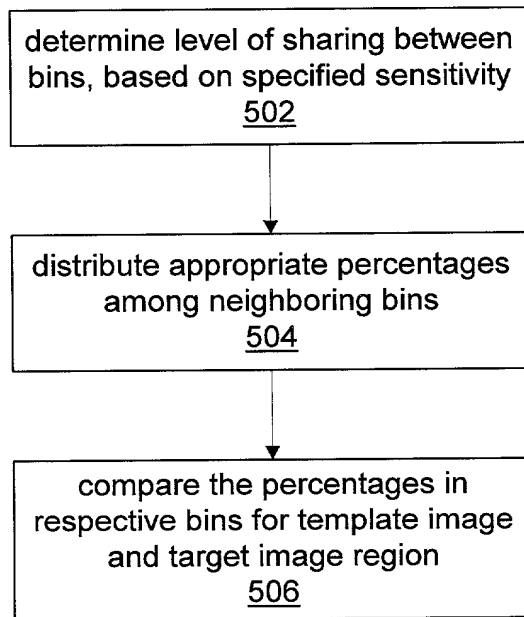 determine level of sharing between
bins, based on specified sensitivity
502
distribute appropriate percentages
among neighboring bins
504
compare the percentages in
respective bins for template image
and target image region
506